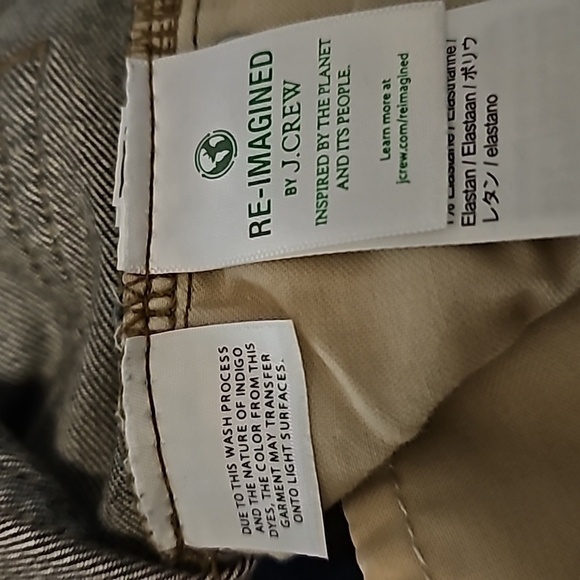 RE-IMAGINED
BY J.CREW
INSPIRED BY THE PLANET
AND ITS PEOPLE.
Learn more at
jcrew.com/reimagined
Elastan / Elastaan / ポリウ
レタン / elastano
DUE TO THIS WASH PROCESS
AND THE NATURE OF INDIGO
DYES, THE COLOR FROM THIS
GARMENT MAY TRANSFER
ONTO LIGHT SURFACES.